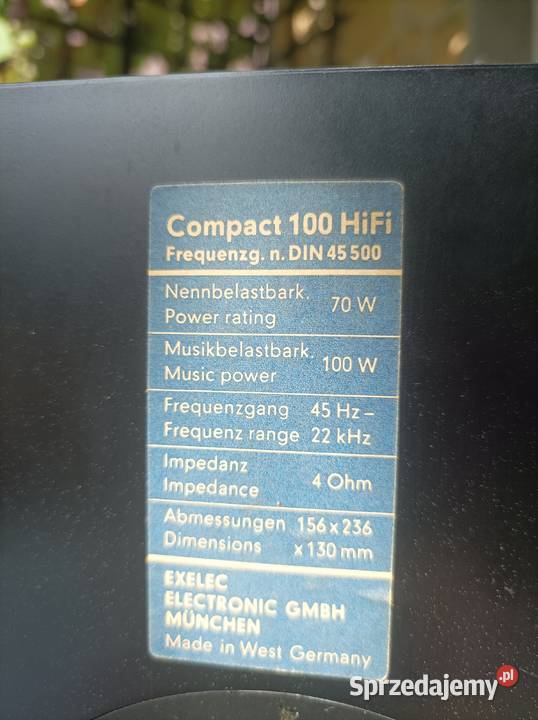 Compact 100 HiFi
Frequenzg. n. DIN 45 500
Nennbelastbark. 70 W
Power rating
Musikbelastbark. 100 W
Music power
Frequenzgang 45 Hz –
Frequenz range 22 kHz
Impedanz 4 Ohm
Impedance
Abmessungen 156 x 236
Dimensions x 130 mm
EXELEC
ELECTRONIC GMBH
MÜNCHEN
Made in West Germany
Sprzedajemy.pl